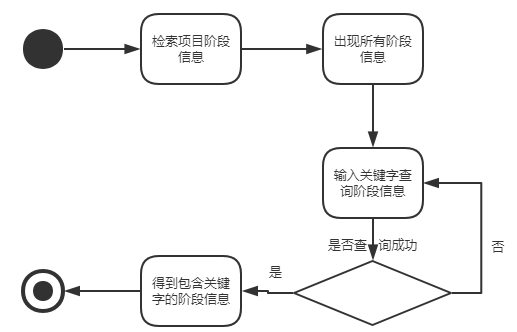 检索项目阶段
信息
出现所有阶段
信息
输入关键字查
询阶段信息
是否查 询成功
否
是
得到包含关键
字的阶段信息